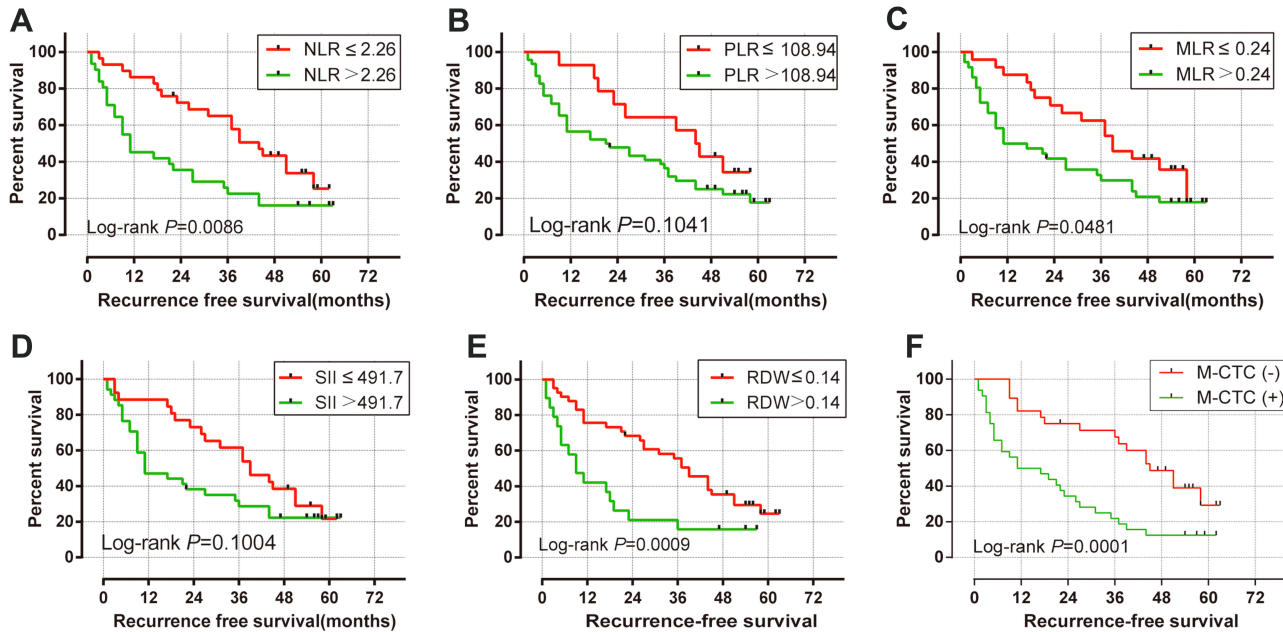 A
NLR ≤ 2.26
NLR > 2.26
Percent survival
100
80
60
40
20
0
Log-rank P=0.0086
0 12 24 36 48 60 72
Recurrence free survival(months)
B
PLR ≤ 108.94
PLR > 108.94
Percent survival
100
80
60
40
20
0
Log-rank P=0.1041
0 12 24 36 48 60 72
Recurrence free survival(months)
C
MLR ≤ 0.24
MLR > 0.24
Percent survival
100
80
60
40
20
0
Log-rank P=0.0481
0 12 24 36 48 60 72
Recurrence free survival(months)
D
SII ≤ 491.7
SII > 491.7
Percent survival
100
80
60
40
20
0
Log-rank P=0.1004
0 12 24 36 48 60 72
Recurrence free survival(months)
E
RDW≤0.14
RDW>0.14
Percent survival
100
80
60
40
20
0
Log-rank P=0.0009
0 12 24 36 48 60 72
Recurrence-free survival
F
M-CTC (-)
M-CTC (+)
Percent survival
100
80
60
40
20
0
Log-rank P=0.0001
0 12 24 36 48 60 72
Recurrence-free survival